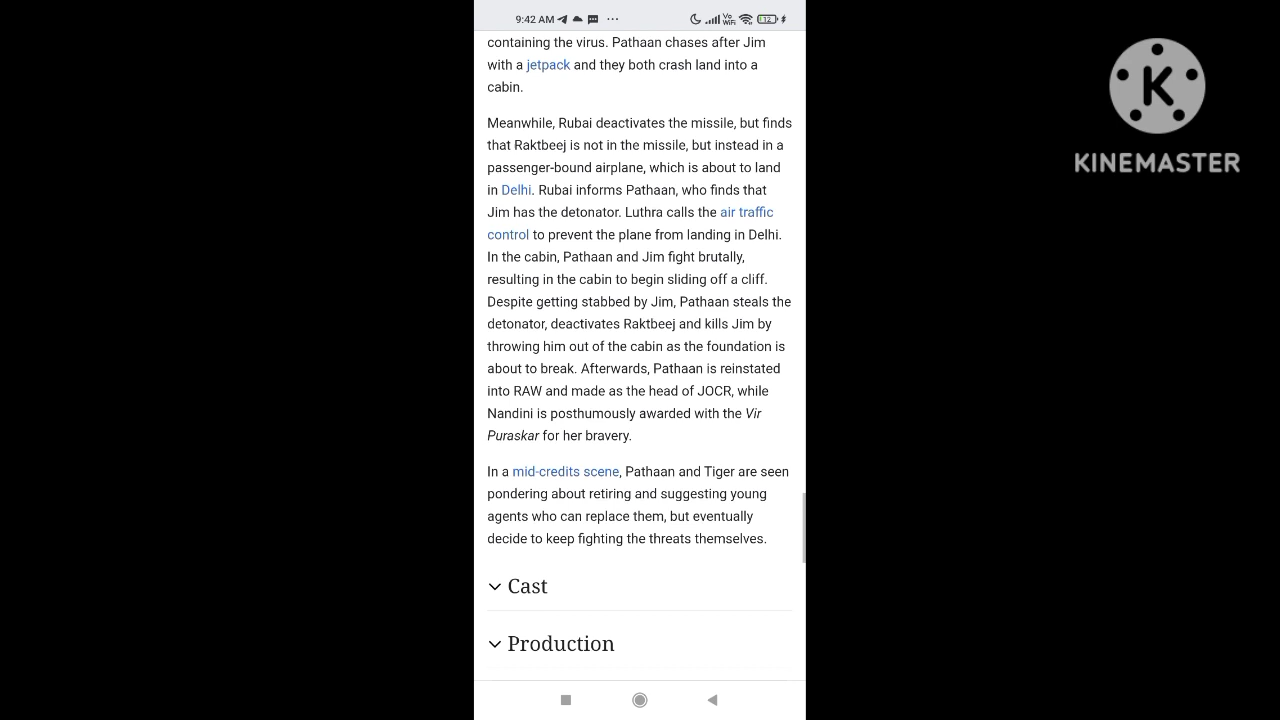 9:42 AM
Vo
WiFi
12
containing the virus. Pathaan chases after Jim
with a jetpack and they both crash land into a
cabin.
Meanwhile, Rubai deactivates the missile, but finds
that Raktbeej is not in the missile, but instead in a
passenger-bound airplane, which is about to land
in Delhi. Rubai informs Pathaan, who finds that
Jim has the detonator. Luthra calls the air traffic
control to prevent the plane from landing in Delhi.
In the cabin, Pathaan and Jim fight brutally,
resulting in the cabin to begin sliding off a cliff.
Despite getting stabbed by Jim, Pathaan steals the
detonator, deactivates Raktbeej and kills Jim by
throwing him out of the cabin as the foundation is
about to break. Afterwards, Pathaan is reinstated
into RAW and made as the head of JOCR, while
Nandini is posthumously awarded with the Vir
Puraskar for her bravery.
In a mid-credits scene, Pathaan and Tiger are seen
pondering about retiring and suggesting young
agents who can replace them, but eventually
decide to keep fighting the threats themselves.
Cast
Production
K
KINEMASTER